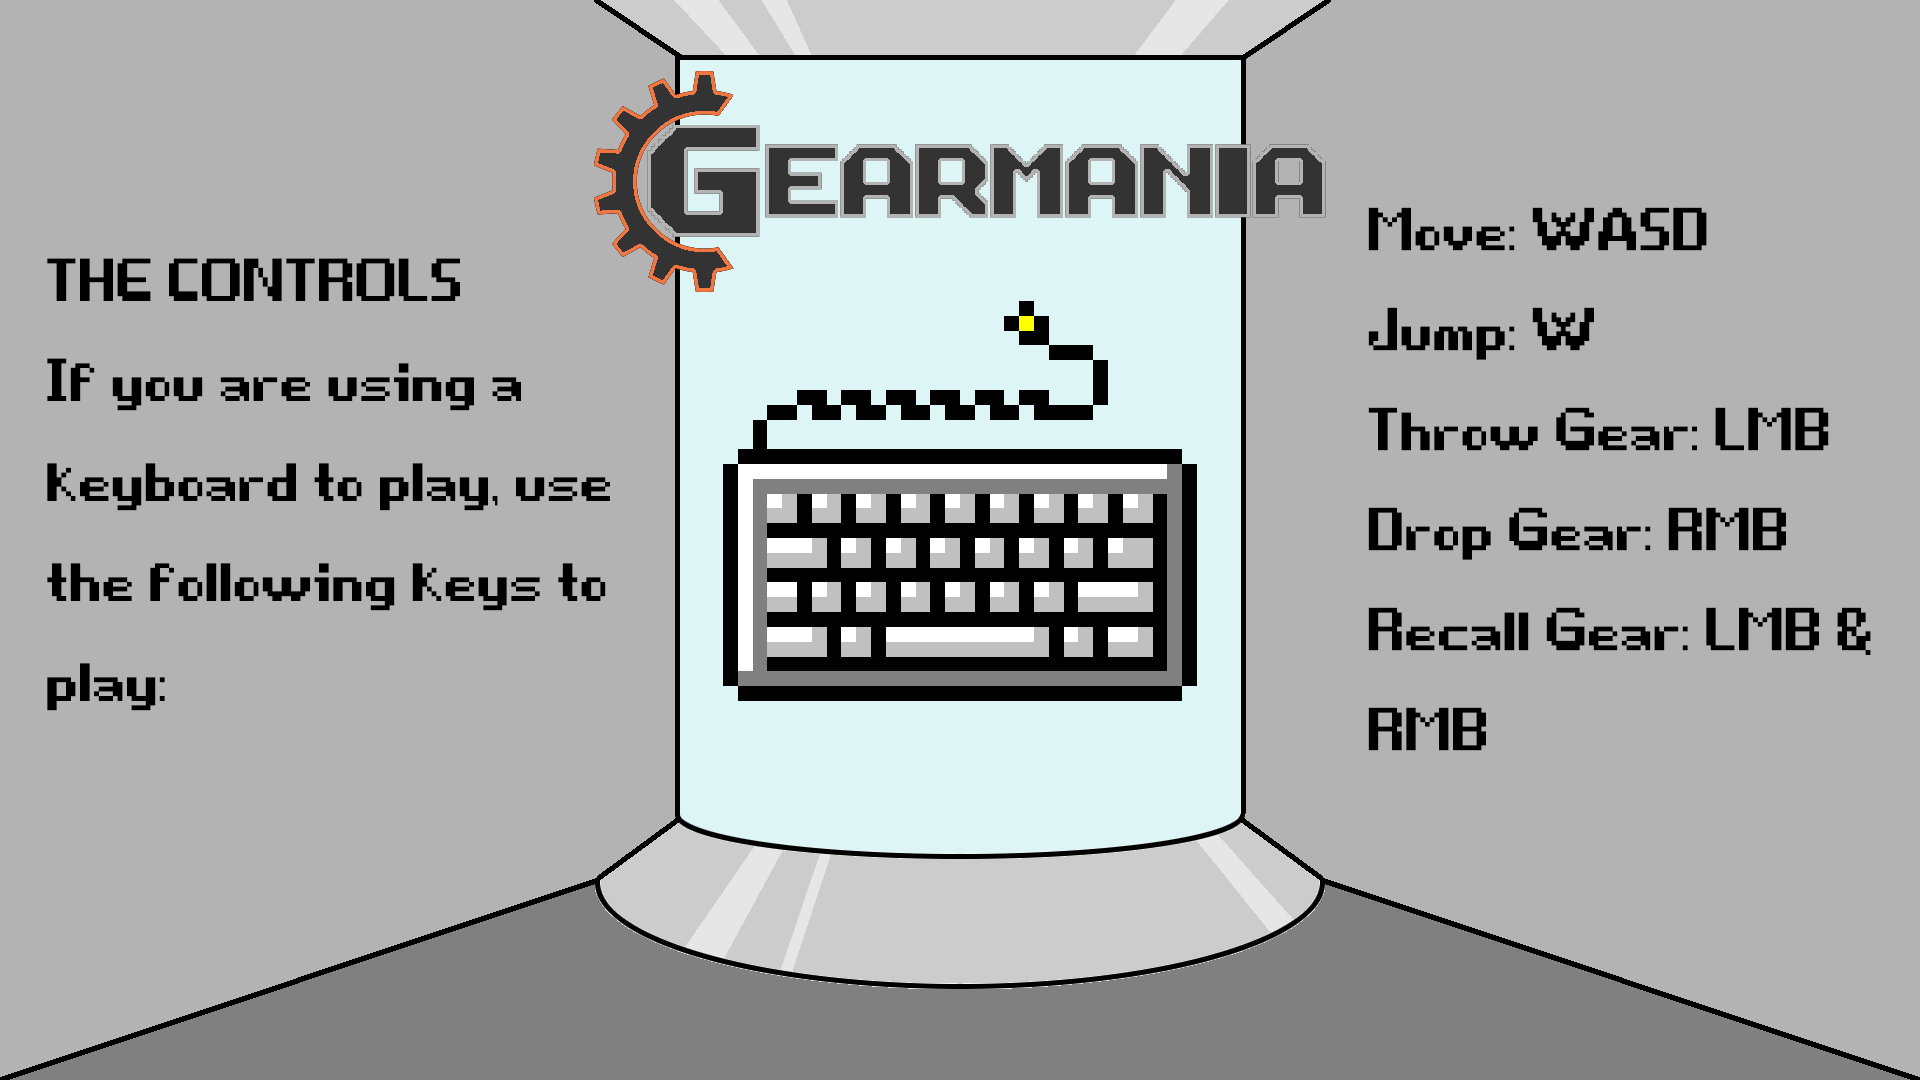 GEARMANIA
THE CONTROLS
If you are using a
keyboard to play, use
the following keys to
play:
Move: WASD
Jump: W
Throw Gear: LMB
Drop Gear: RMB
Recall Gear: LMB &
RMB